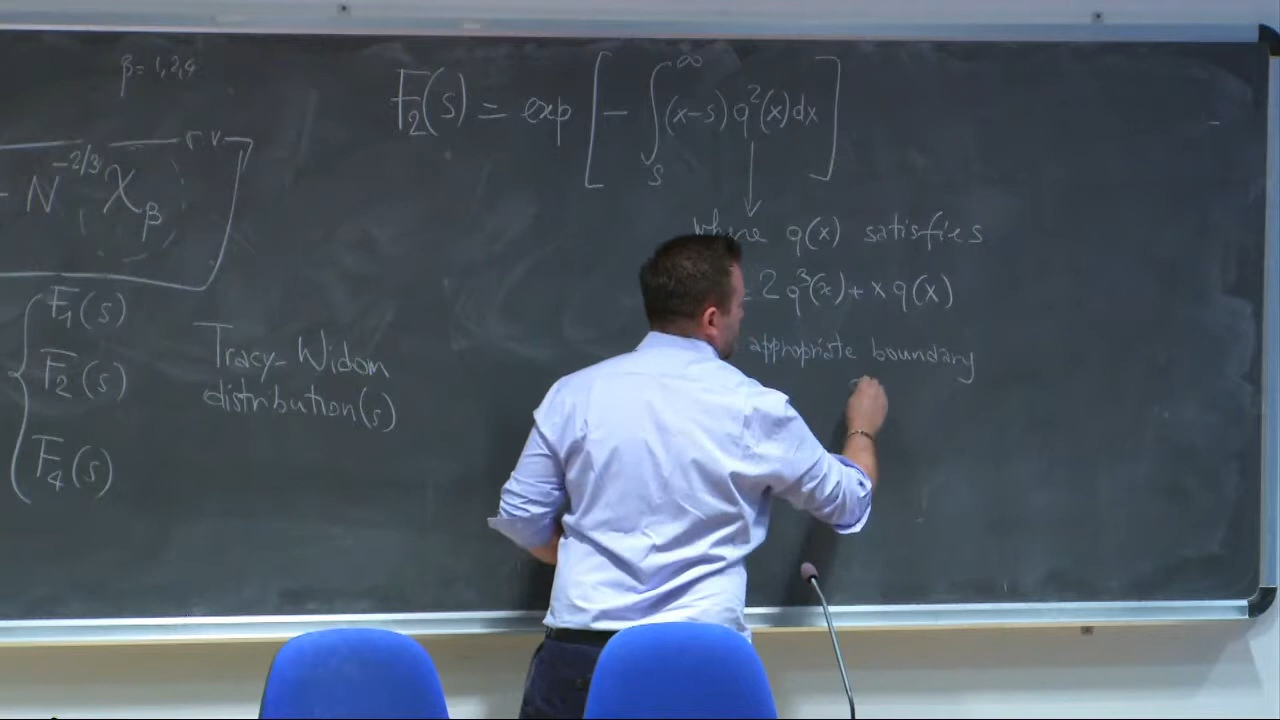 β = 1,2,4
F₂(s) = exp [ - ∫ₛ^∞ (x-s) q²(x) dx ]
r.v.
- N^{-2/3} χ_β
where q(x) satisfies
2q³(x) + x q(x)
F₁(s)
F₂(s)
F₄(s)
Tracy-Widom
distribution(s)
appropriate boundary